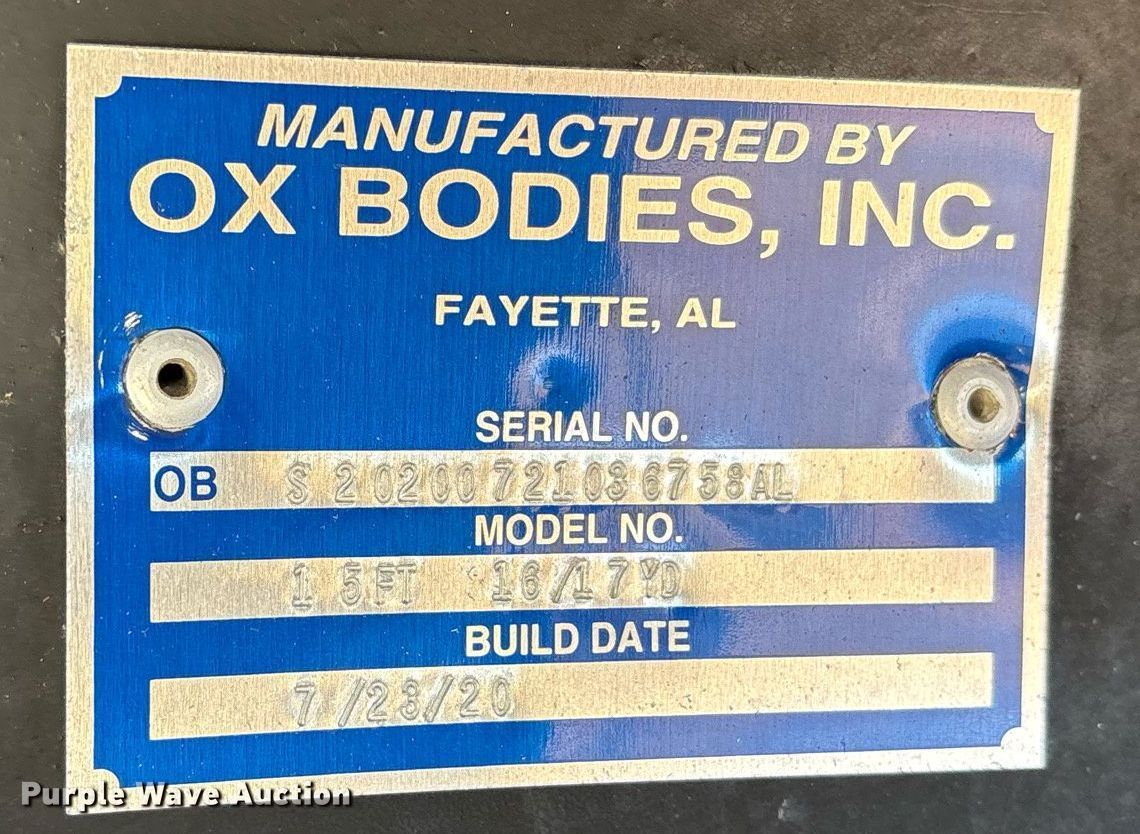 MANUFACTURED BY
OX BODIES, INC.
FAYETTE, AL
SERIAL NO.
OB S20200721036758AL
MODEL NO.
15FT 16/17YD
BUILD DATE
7/23/20
Purple Wave Auction